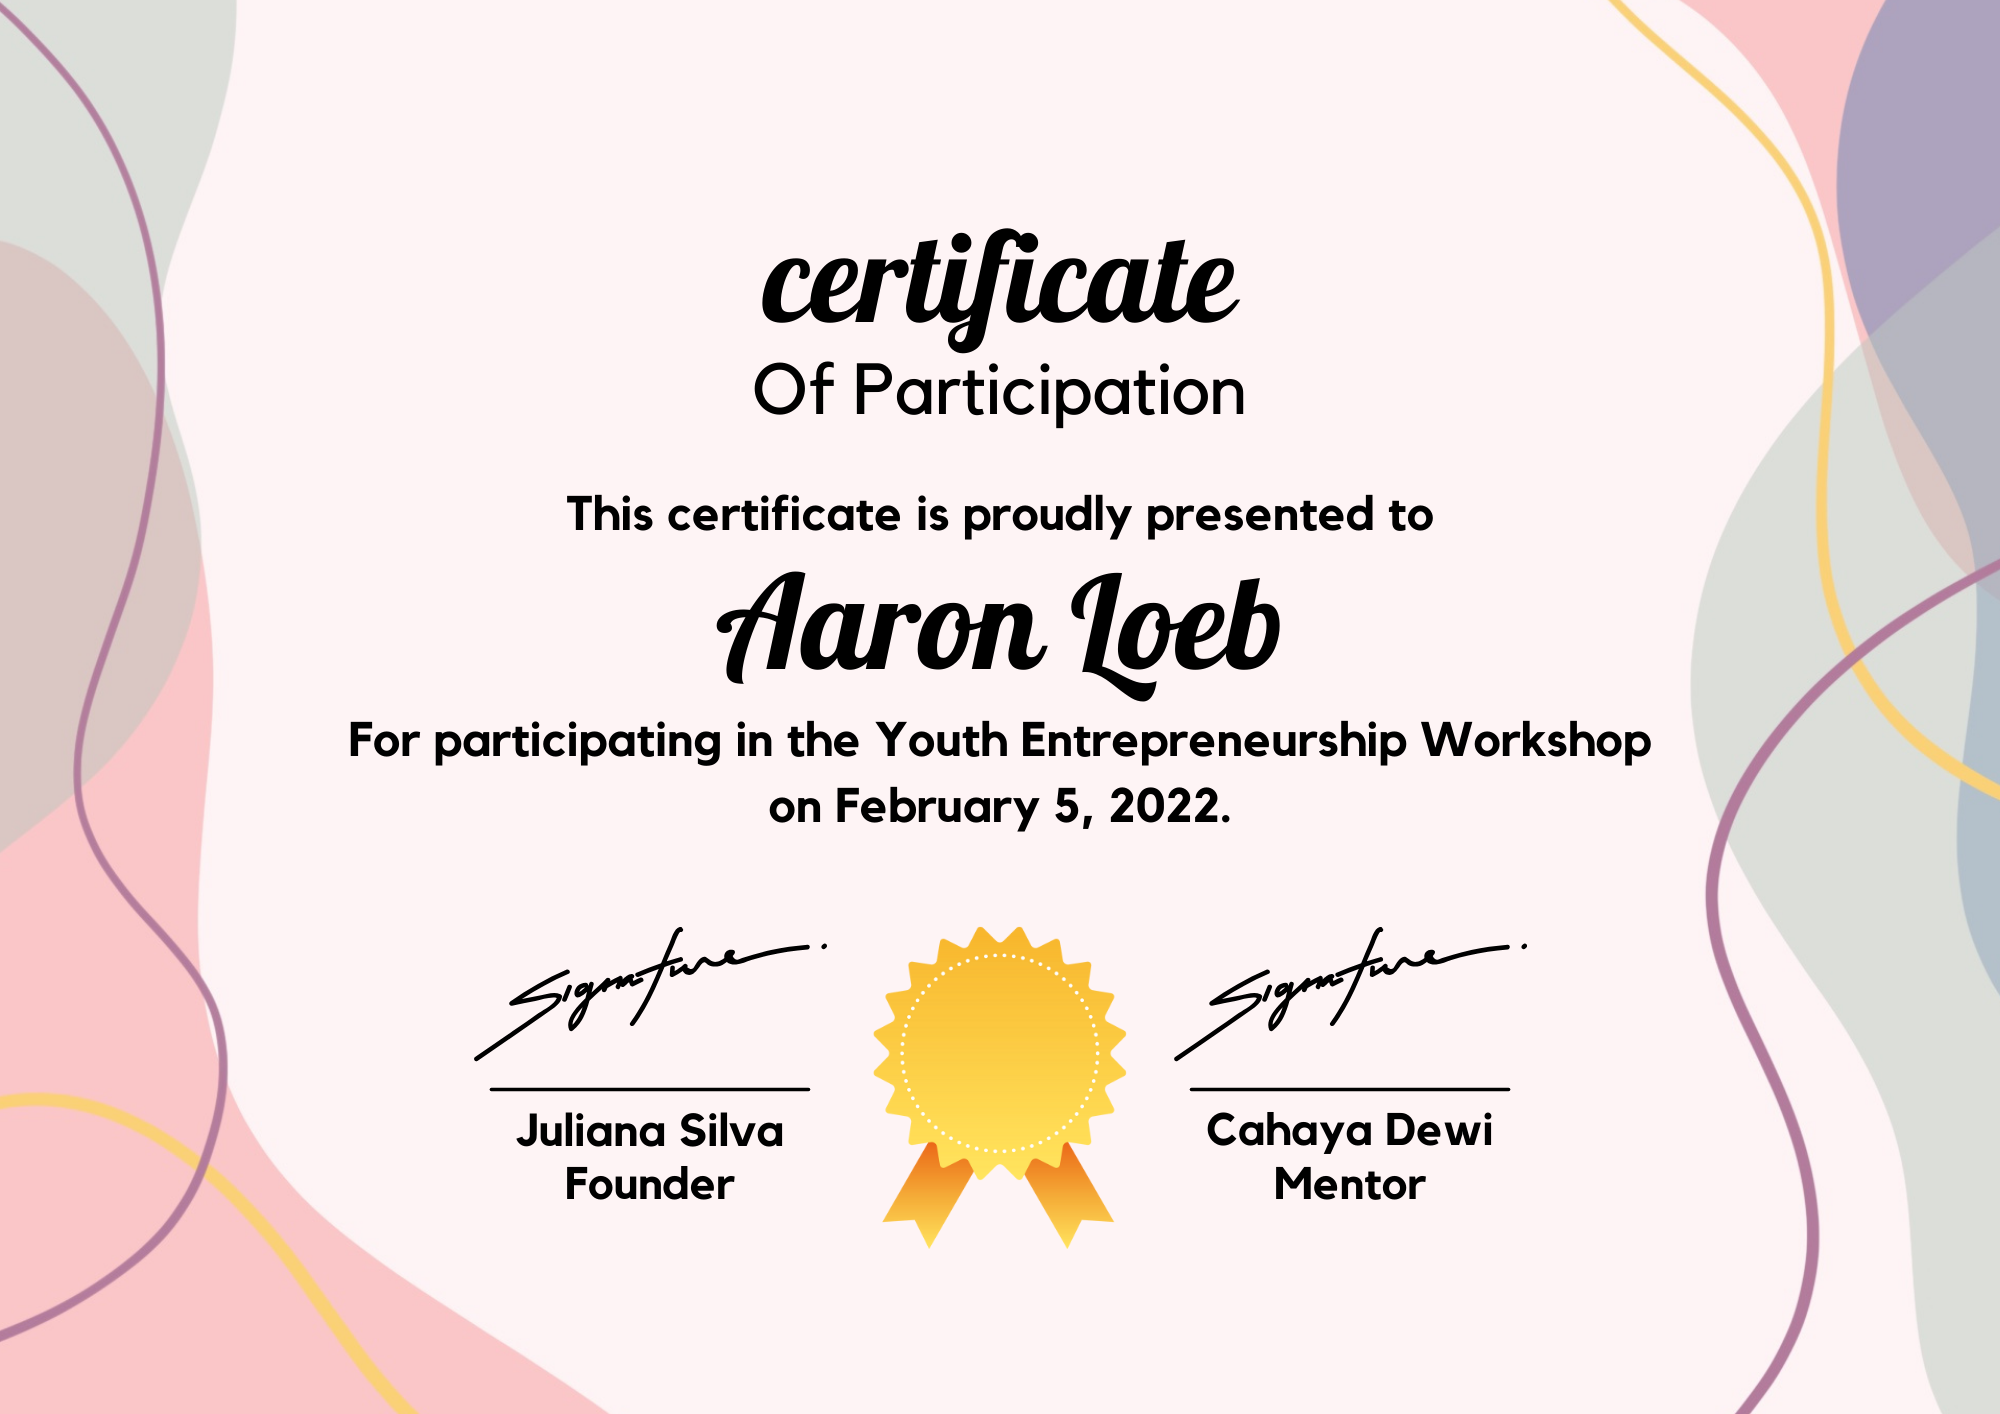 certificate
Of Participation
This certificate is proudly presented to
Aaron Loeb
For participating in the Youth Entrepreneurship Workshop
on February 5, 2022.
Signature Signature
Juliana Silva Cahaya Dewi
Founder Mentor